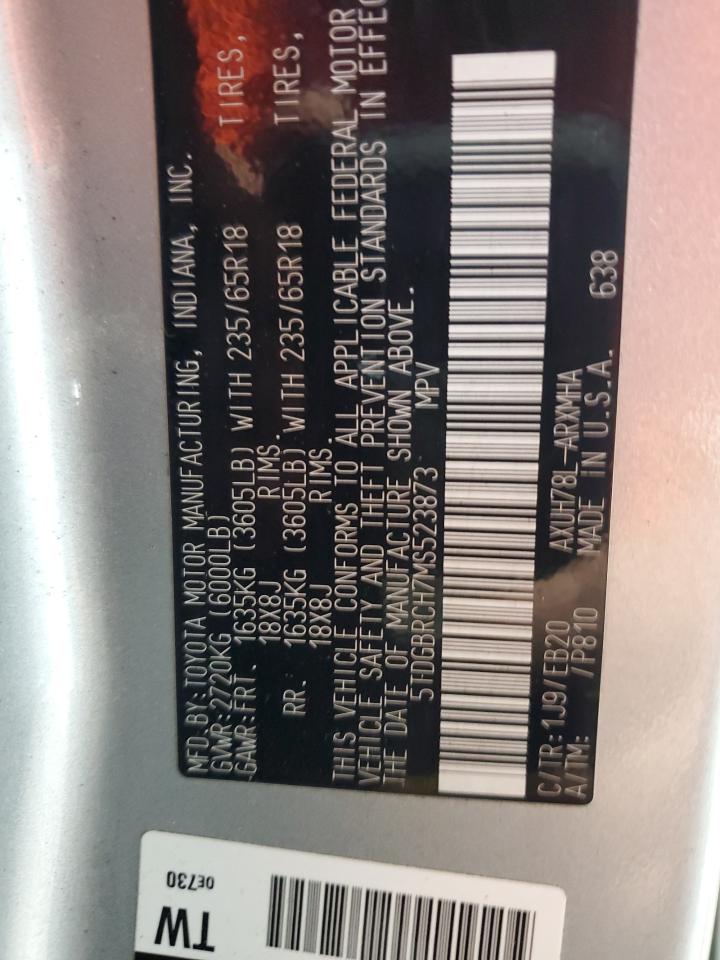 MFD.BY:TOYOTA MOTOR MANUFACTURING, INDIANA, INC.
GVWR:2720KG (6000LB)
GAWR:FRT. 1635KG (3605LB) WITH 235/65R18 TIRES,
18X8J RIMS.
RR. 1635KG (3605LB) WITH 235/65R18 TIRES,
18X8J RIMS.
THIS VEHICLE CONFORMS TO ALL APPLICABLE FEDERAL MOTOR
VEHICLE SAFETY AND THEFT PREVENTION STANDARDS IN EFFEC
THE DATE OF MANUFACTURE SHOWN ABOVE.
5TDGBRCH7MS523873 MPV
C/TR:1J9/EB20 AXUH78L-ARXMHA
A/TM: /P810 MADE IN U.S.A. 638
TW
0E730